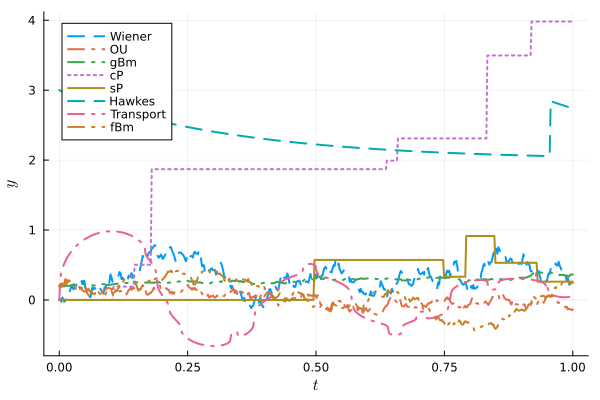 4
3
2
1
0
y
Wiener
OU
gBm
cP
sP
Hawkes
Transport
fBm
0.00
0.25
0.50
0.75
1.00
t